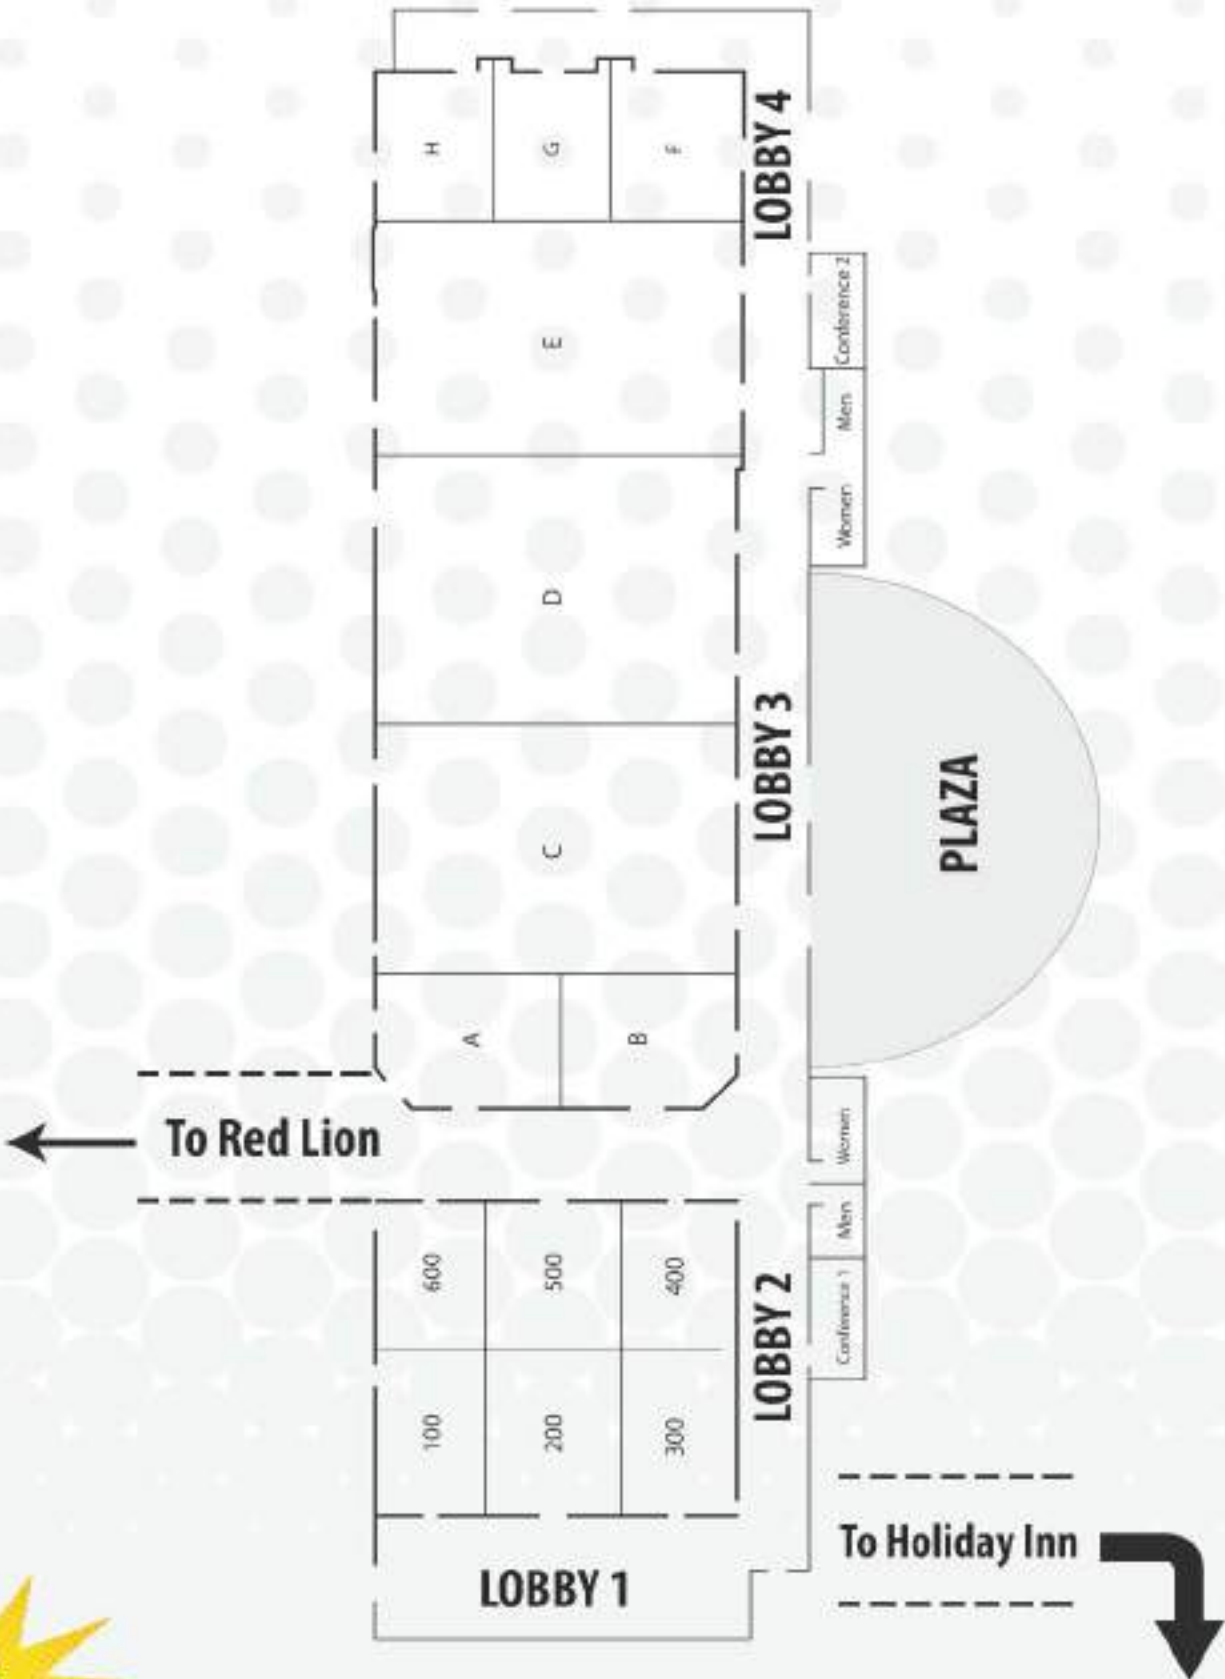 H
G
F
LOBBY 4
E
Conference 2
Men
Women
D
LOBBY 3
C
PLAZA
A
B
To Red Lion
Women
Men
600
500
400
LOBBY 2
Conference 1
100
200
300
To Holiday Inn
LOBBY 1